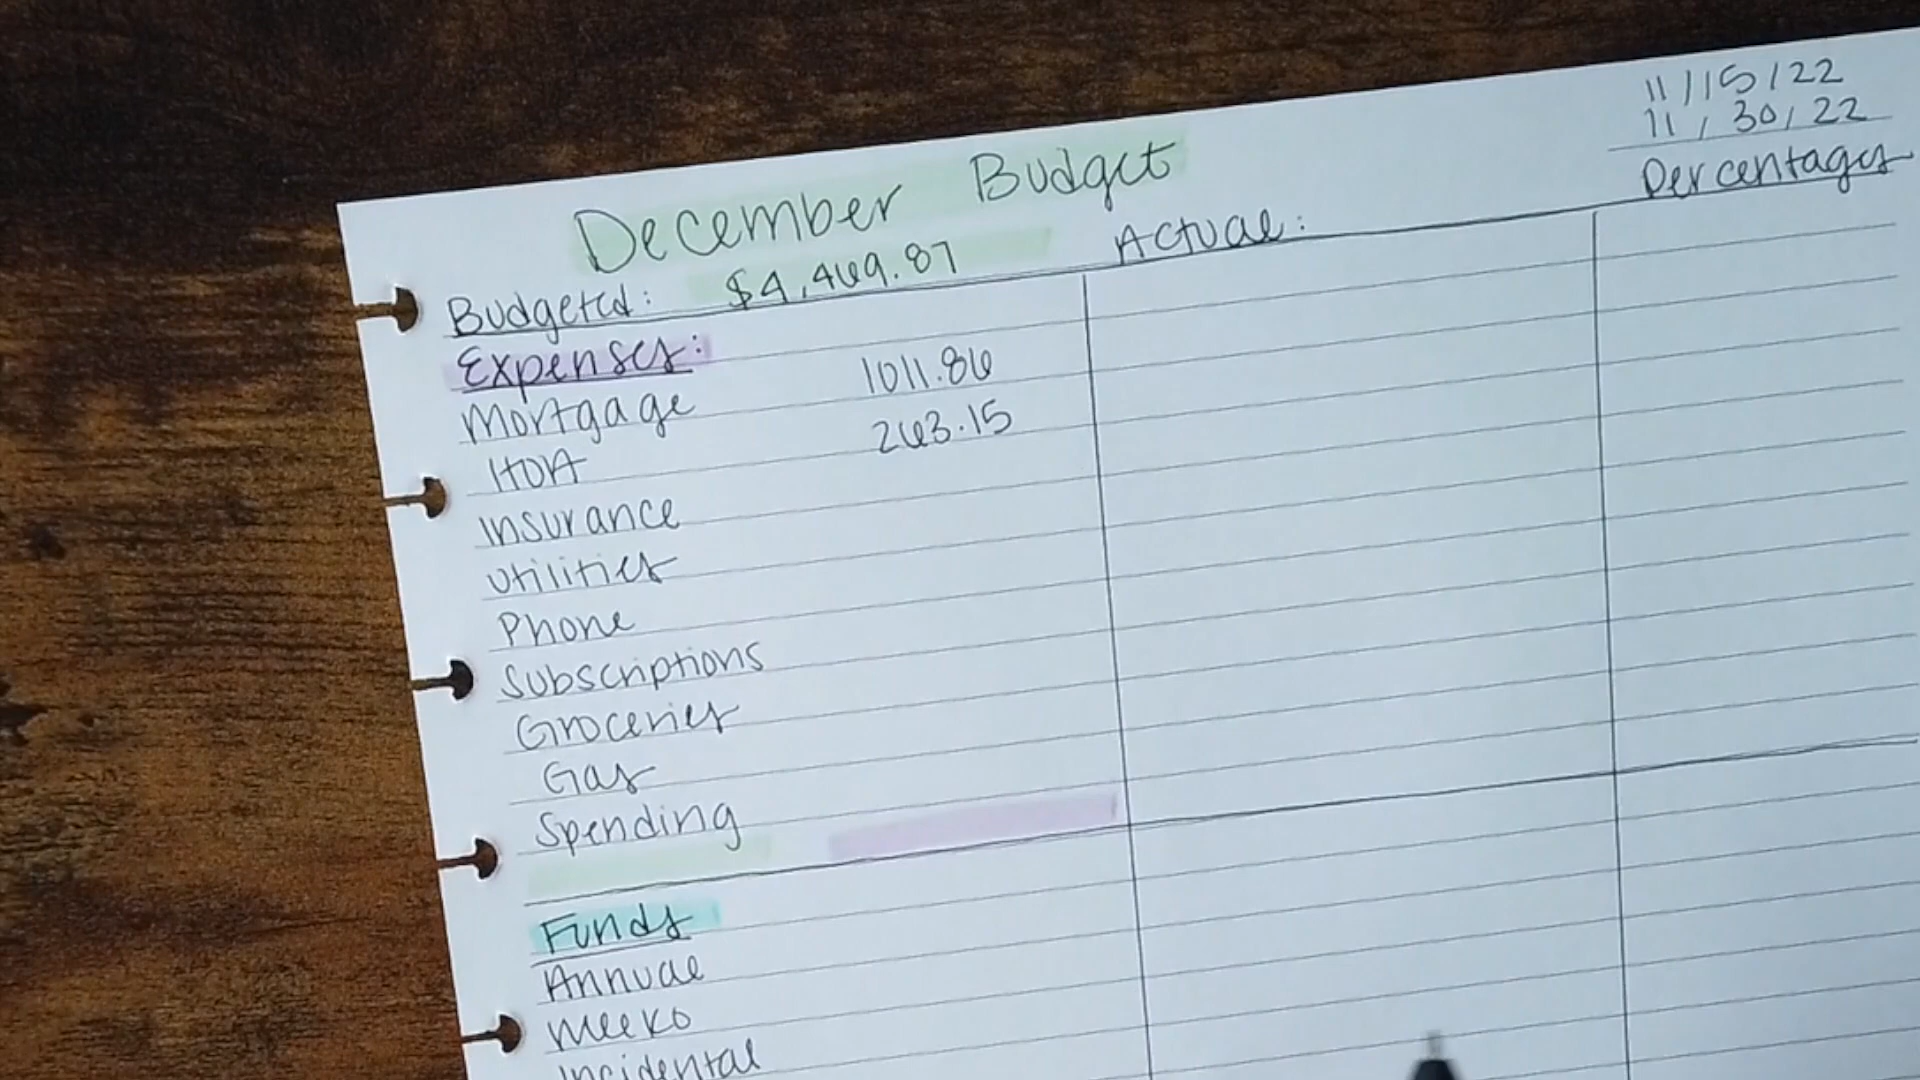 11/15/22
11/30/22
Percentages
December Budget
Budgeted: $4,469.87 Actual:
Expenses:
Mortgage 1011.86
HOA 263.15
Insurance
Utilities
Phone
Subscriptions
Groceries
Gas
Spending
Funds
Annual
Meeko
Incidental